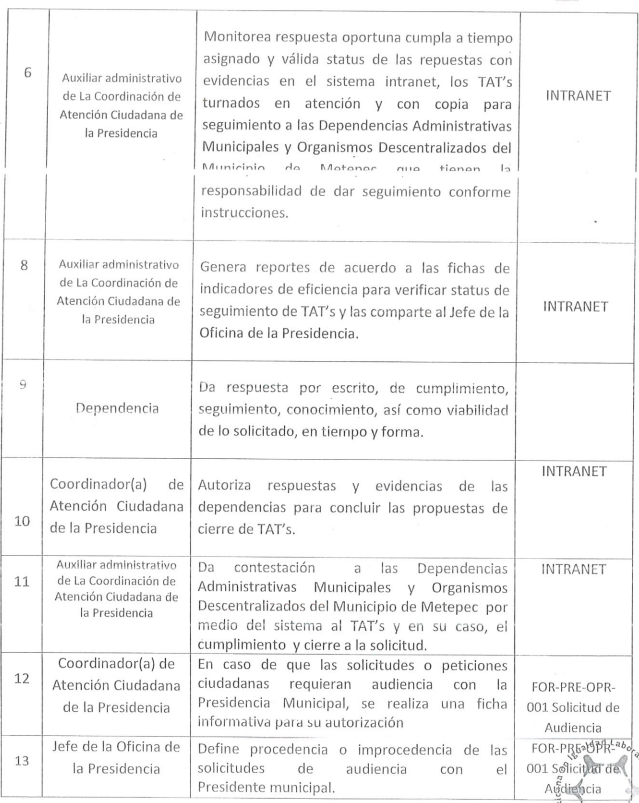 6
Auxiliar administrativo
de La Coordinación de
Atención Ciudadana de
la Presidencia
Monitorea respuesta oportuna cumpla a tiempo
asignado y válida status de las repuestas con
evidencias en el sistema intranet, los TAT's
turnados en atención y con copia para
seguimiento a las Dependencias Administrativas
Municipales y Organismos Descentralizados del
Municipio de Metepec que tienen la
responsabilidad de dar seguimiento conforme
instrucciones.
INTRANET
8
Auxiliar administrativo
de La Coordinación de
Atención Ciudadana de
la Presidencia
Genera reportes de acuerdo a las fichas de
indicadores de eficiencia para verificar status de
seguimiento de TAT's y las comparte al Jefe de la
Oficina de la Presidencia.
INTRANET
9
Dependencia
Da respuesta por escrito, de cumplimiento,
seguimiento, conocimiento, así como viabilidad
de lo solicitado, en tiempo y forma.
10
Coordinador(a) de
Atención Ciudadana
de la Presidencia
Autoriza respuestas y evidencias de las
dependencias para concluir las propuestas de
cierre de TAT's.
INTRANET
11
Auxiliar administrativo
de La Coordinación de
Atención Ciudadana de
la Presidencia
Da contestación a las Dependencias
Administrativas Municipales y Organismos
Descentralizados del Municipio de Metepec por
medio del sistema al TAT's y en su caso, el
cumplimiento y cierre a la solicitud.
INTRANET
12
Coordinador(a) de
Atención Ciudadana
de la Presidencia
En caso de que las solicitudes o peticiones
ciudadanas requieran audiencia con la
Presidencia Municipal, se realiza una ficha
informativa para su autorización
FOR-PRE-OPR-
001 Solicitud de
Audiencia
13
Jefe de la Oficina de
la Presidencia
Define procedencia o improcedencia de las
solicitudes de audiencia con el
Presidente municipal.
FOR-PRE-OPR-
001 Solicitud de
Audiencia